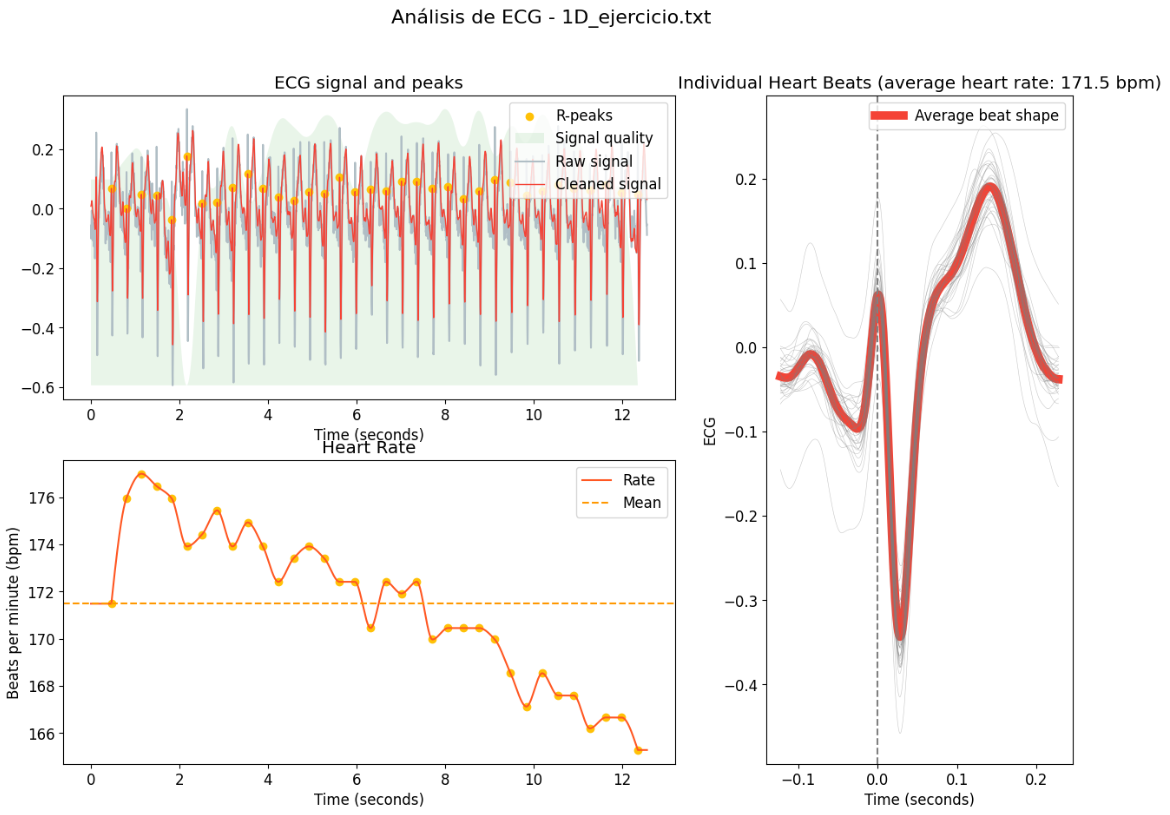 Análisis de ECG - 1D_ejercicio.txt
ECG signal and peaks
R-peaks
Signal quality
Raw signal
Cleaned signal
0.2
0.0
−0.2
−0.4
−0.6
0 2 4 6 8 10 12
Time (seconds)
Heart Rate
Rate
Mean
Beats per minute (bpm)
176
174
172
170
168
166
0 2 4 6 8 10 12
Time (seconds)
Individual Heart Beats (average heart rate: 171.5 bpm)
Average beat shape
ECG
0.2
0.1
0.0
−0.1
−0.2
−0.3
−0.4
−0.1 0.0 0.1 0.2
Time (seconds)